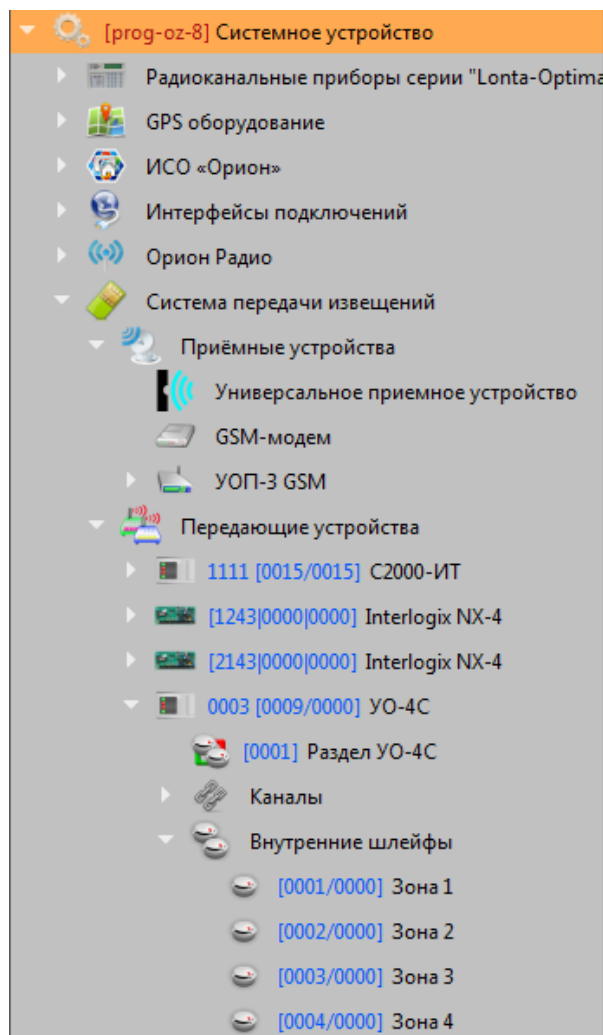 [prog-oz-8] Системное устройство
Радиоканальные приборы серии "Lonta-Optima
GPS оборудование
ИСО «Орион»
Интерфейсы подключений
Орион Радио
Система передачи извещений
Приёмные устройства
Универсальное приемное устройство
GSM-модем
УОП-3 GSM
Передающие устройства
1111 [0015/0015] С2000-ИТ
[1243|0000|0000] Interlogix NX-4
[2143|0000|0000] Interlogix NX-4
0003 [0009/0000] УО-4С
[0001] Раздел УО-4С
Каналы
Внутренние шлейфы
[0001/0000] Зона 1
[0002/0000] Зона 2
[0003/0000] Зона 3
[0004/0000] Зона 4